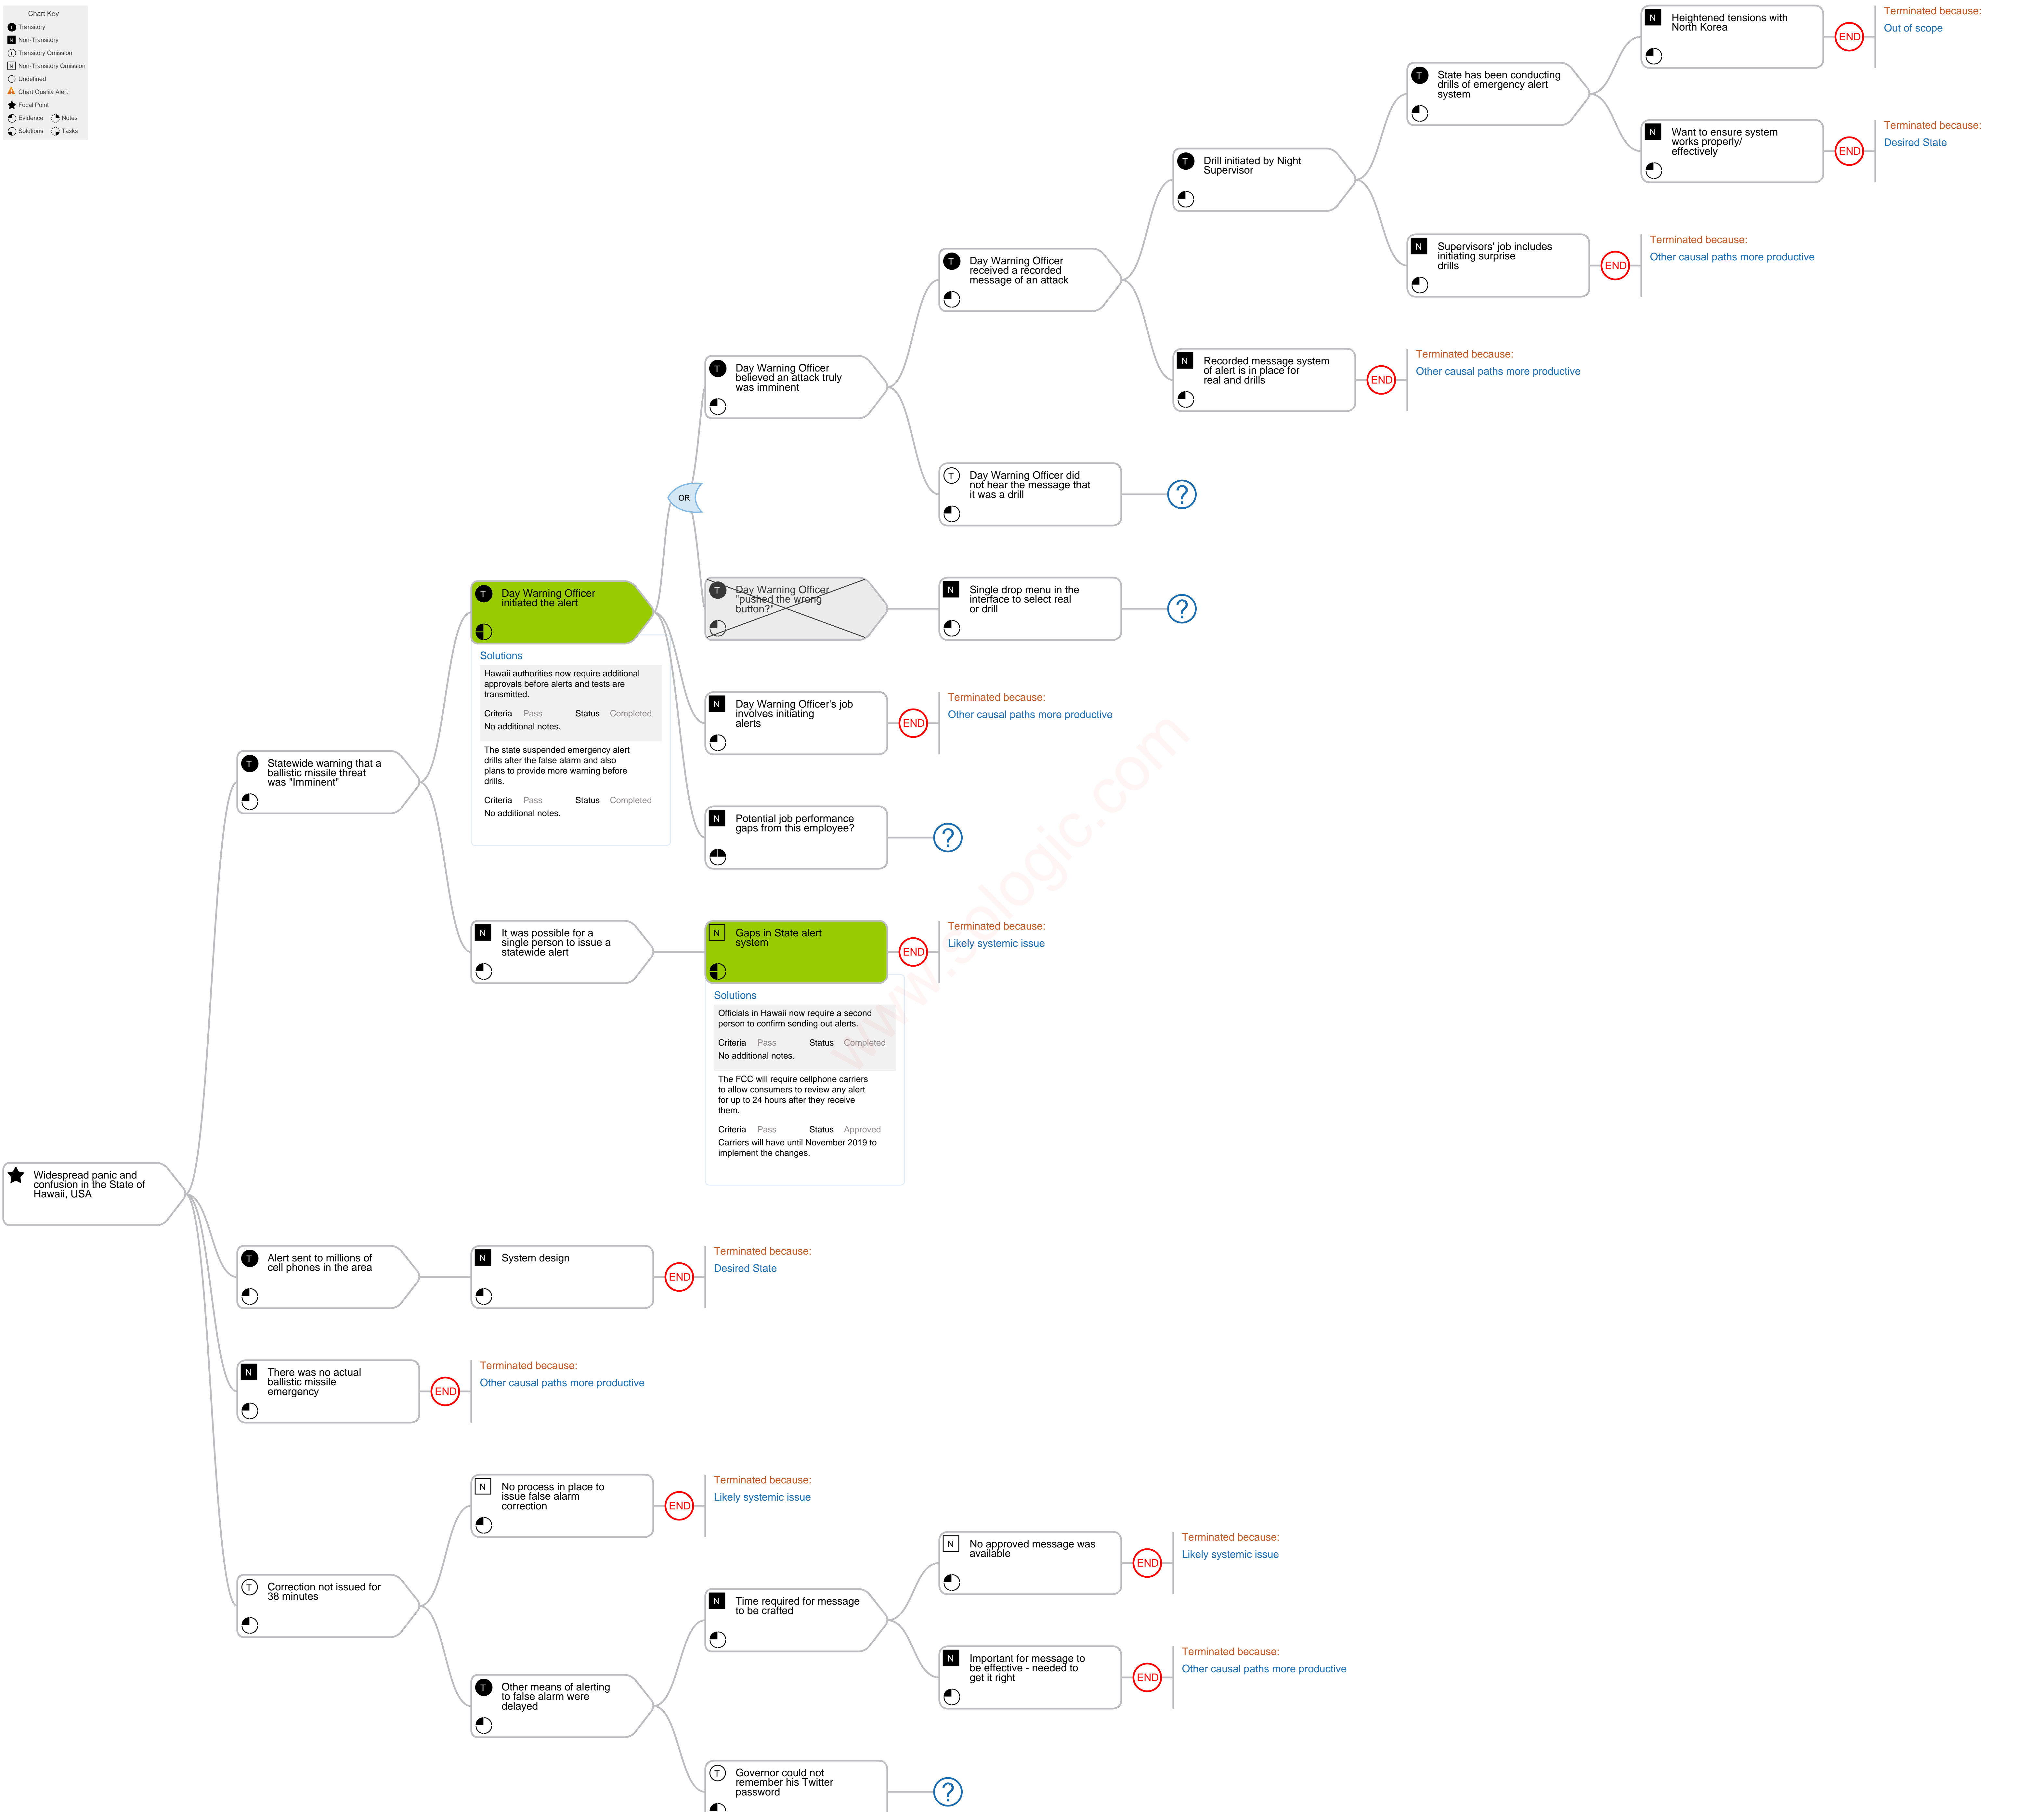 Chart Key
T Transitory
N Non-Transitory
T Transitory Omission
N Non-Transitory Omission
Undefined
Chart Quality Alert
Focal Point
Evidence Notes
Solutions Tasks
N Heightened tensions with
North Korea
END
Terminated because:
Out of scope
T State has been conducting
drills of emergency alert
system
N Want to ensure system
works properly/
effectively
END
Terminated because:
Desired State
T Drill initiated by Night
Supervisor
N Supervisors' job includes
initiating surprise
drills
END
Terminated because:
Other causal paths more productive
T Day Warning Officer
received a recorded
message of an attack
N Recorded message system
of alert is in place for
real and drills
END
Terminated because:
Other causal paths more productive
T Day Warning Officer
believed an attack truly
was imminent
T Day Warning Officer did
not hear the message that
it was a drill
?
OR
T Day Warning Officer
"pushed the wrong
button?"
N Single drop menu in the
interface to select real
or drill
?
T Day Warning Officer
initiated the alert
Solutions
Hawaii authorities now require additional
approvals before alerts and tests are
transmitted.
Criteria Pass Status Completed
No additional notes.
The state suspended emergency alert
drills after the false alarm and also
plans to provide more warning before
drills.
Criteria Pass Status Completed
No additional notes.
N Day Warning Officer's job
involves initiating
alerts
END
Terminated because:
Other causal paths more productive
T Statewide warning that a
ballistic missile threat
was "Imminent"
N Potential job performance
gaps from this employee?
?
N It was possible for a
single person to issue a
statewide alert
N Gaps in State alert
system
END
Terminated because:
Likely systemic issue
Solutions
Officials in Hawaii now require a second
person to confirm sending out alerts.
Criteria Pass Status Completed
No additional notes.
The FCC will require cellphone carriers
to allow consumers to review any alert
for up to 24 hours after they receive
them.
Criteria Pass Status Approved
Carriers will have until November 2019 to
implement the changes.
www.sologic.com
Widespread panic and
confusion in the State of
Hawaii, USA
T Alert sent to millions of
cell phones in the area
N System design
END
Terminated because:
Desired State
N There was no actual
ballistic missile
emergency
END
Terminated because:
Other causal paths more productive
N No process in place to
issue false alarm
correction
END
Terminated because:
Likely systemic issue
T Correction not issued for
38 minutes
N No approved message was
available
END
Terminated because:
Likely systemic issue
N Time required for message
to be crafted
N Important for message to
be effective - needed to
get it right
END
Terminated because:
Other causal paths more productive
T Other means of alerting
to false alarm were
delayed
T Governor could not
remember his Twitter
password
?